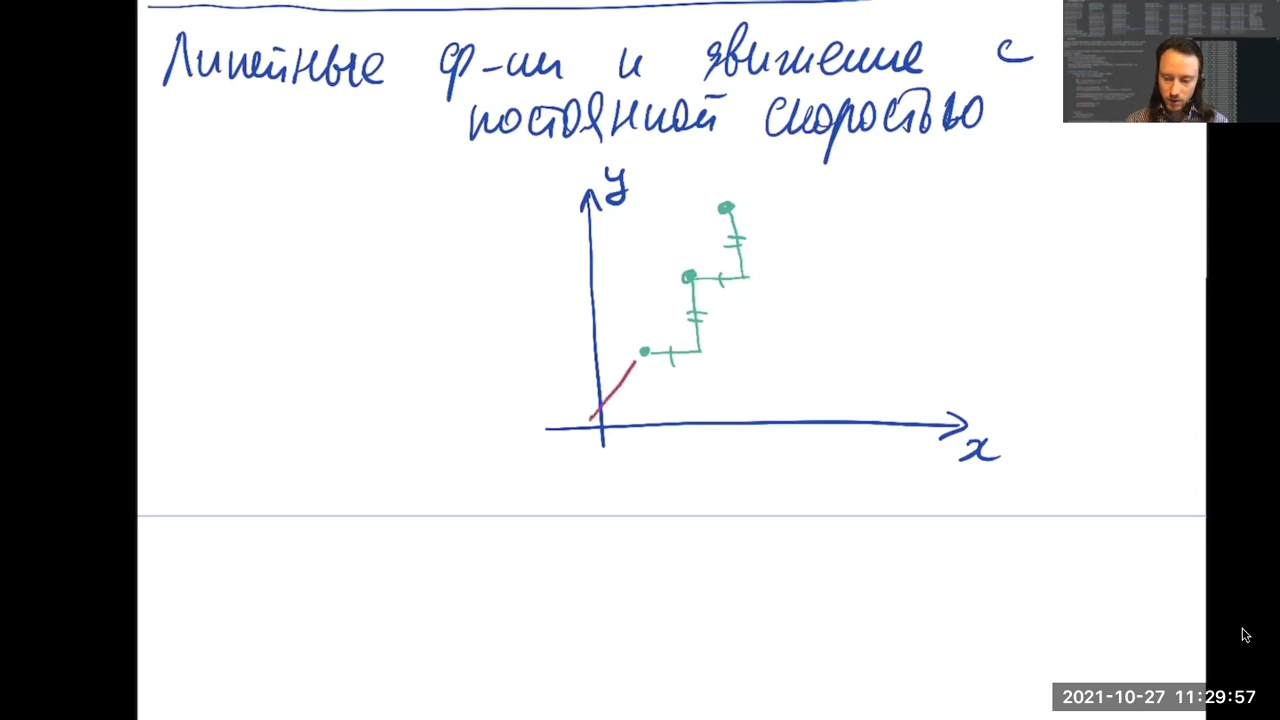 Линейные ф-ии и движение с
постоянной скоростью
y
x
2021-10-27 11:29:57